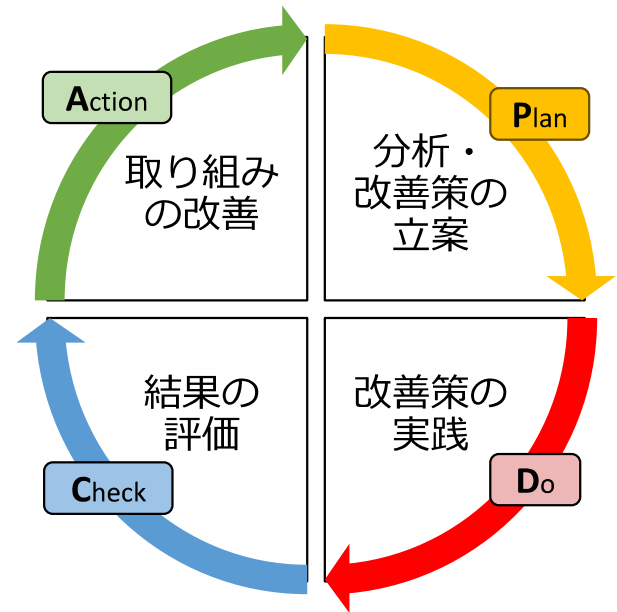 Action
取り組み
の改善
Plan
分析・
改善策の
立案
Check
結果の
評価
Do
改善策の
実践